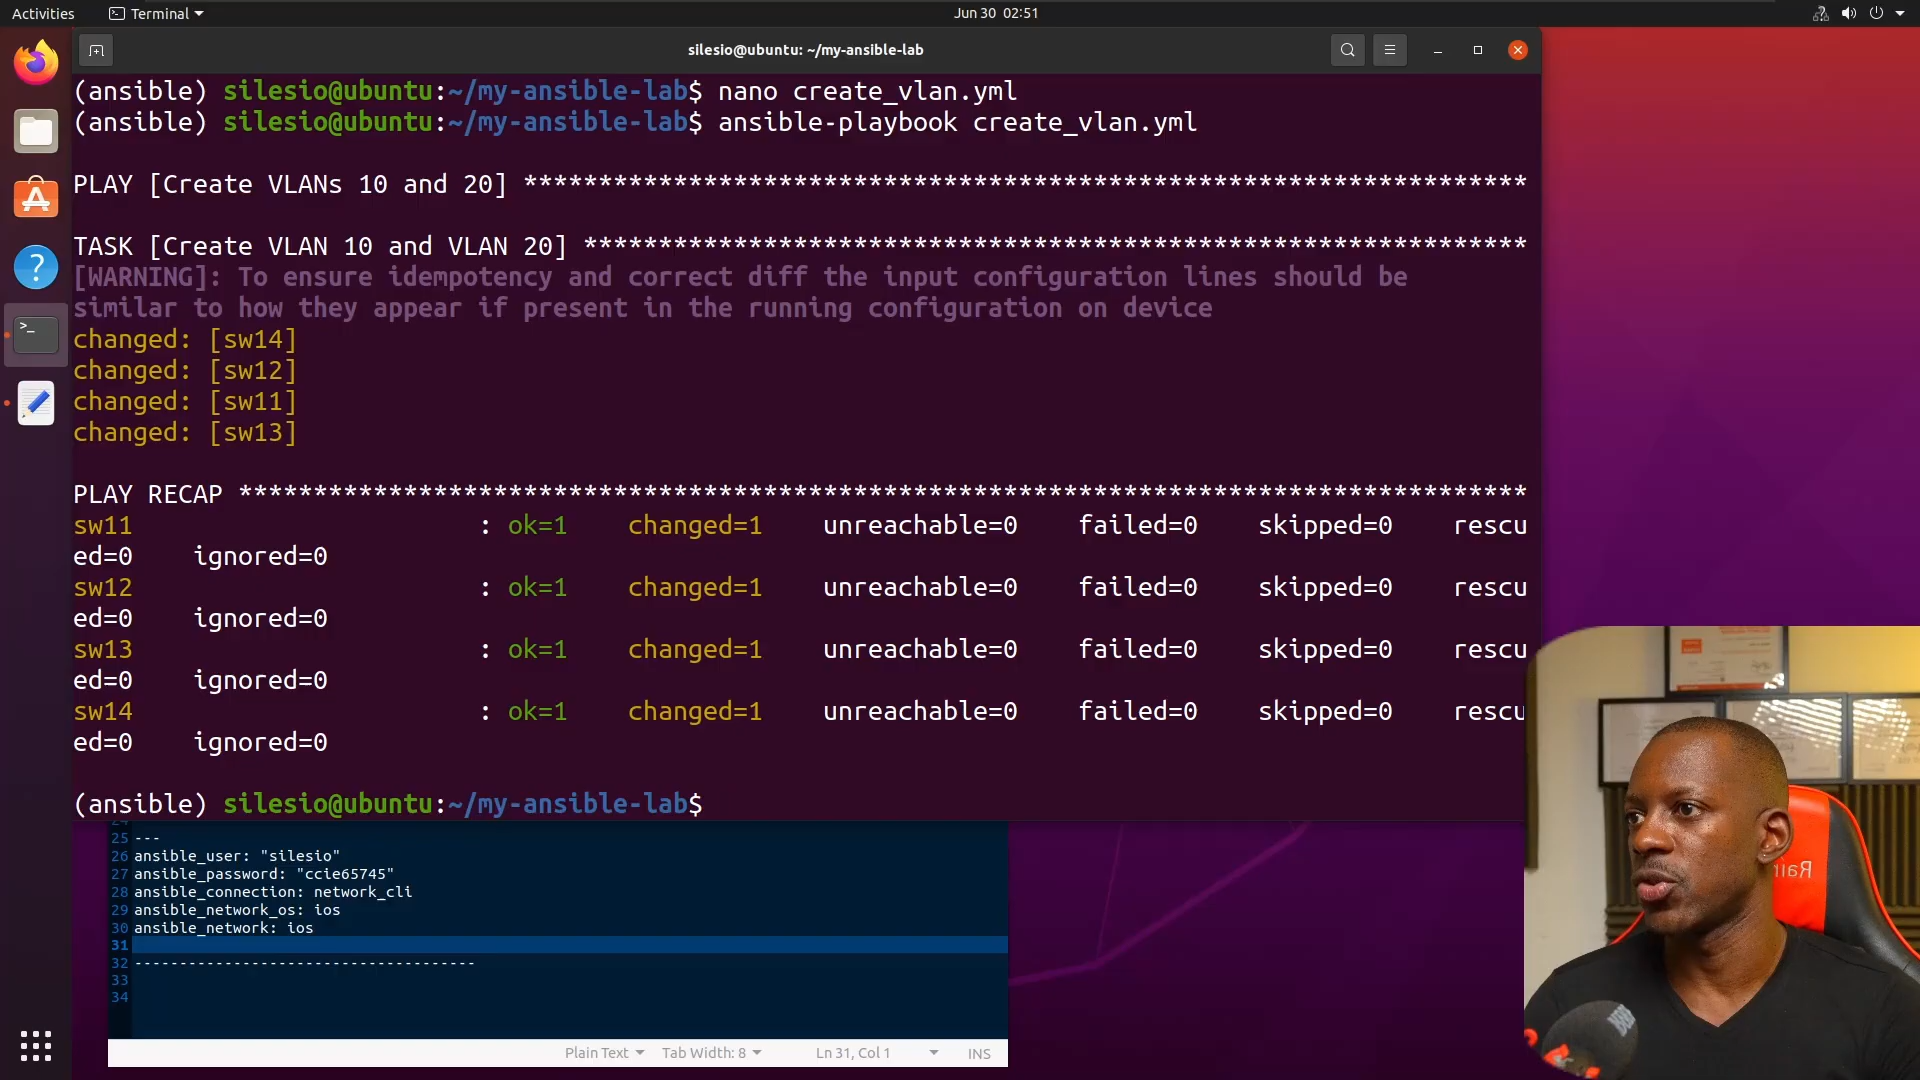 Activities
Terminal
Jun 30 02:51
silesio@ubuntu: ~/my-ansible-lab
(ansible) silesio@ubuntu:~/my-ansible-lab$ nano create_vlan.yml
(ansible) silesio@ubuntu:~/my-ansible-lab$ ansible-playbook create_vlan.yml
PLAY [Create VLANs 10 and 20] *******************************************************************
TASK [Create VLAN 10 and VLAN 20] ***************************************************************
[WARNING]: To ensure idempotency and correct diff the input configuration lines should be
similar to how they appear if present in the running configuration on device
changed: [sw14]
changed: [sw12]
changed: [sw11]
changed: [sw13]
PLAY RECAP **************************************************************************************
sw11 : ok=1 changed=1 unreachable=0 failed=0 skipped=0 rescu
ed=0 ignored=0
sw12 : ok=1 changed=1 unreachable=0 failed=0 skipped=0 rescu
ed=0 ignored=0
sw13 : ok=1 changed=1 unreachable=0 failed=0 skipped=0 rescu
ed=0 ignored=0
sw14 : ok=1 changed=1 unreachable=0 failed=0 skipped=0 rescu
ed=0 ignored=0
(ansible) silesio@ubuntu:~/my-ansible-lab$
24
25 ---
26 ansible_user: "silesio"
27 ansible_password: "ccie65745"
28 ansible_connection: network_cli
29 ansible_network_os: ios
30 ansible_network: ios
31
32 --------------------------------------
33
34
Plain Text Tab Width: 8 Ln 31, Col 1 INS